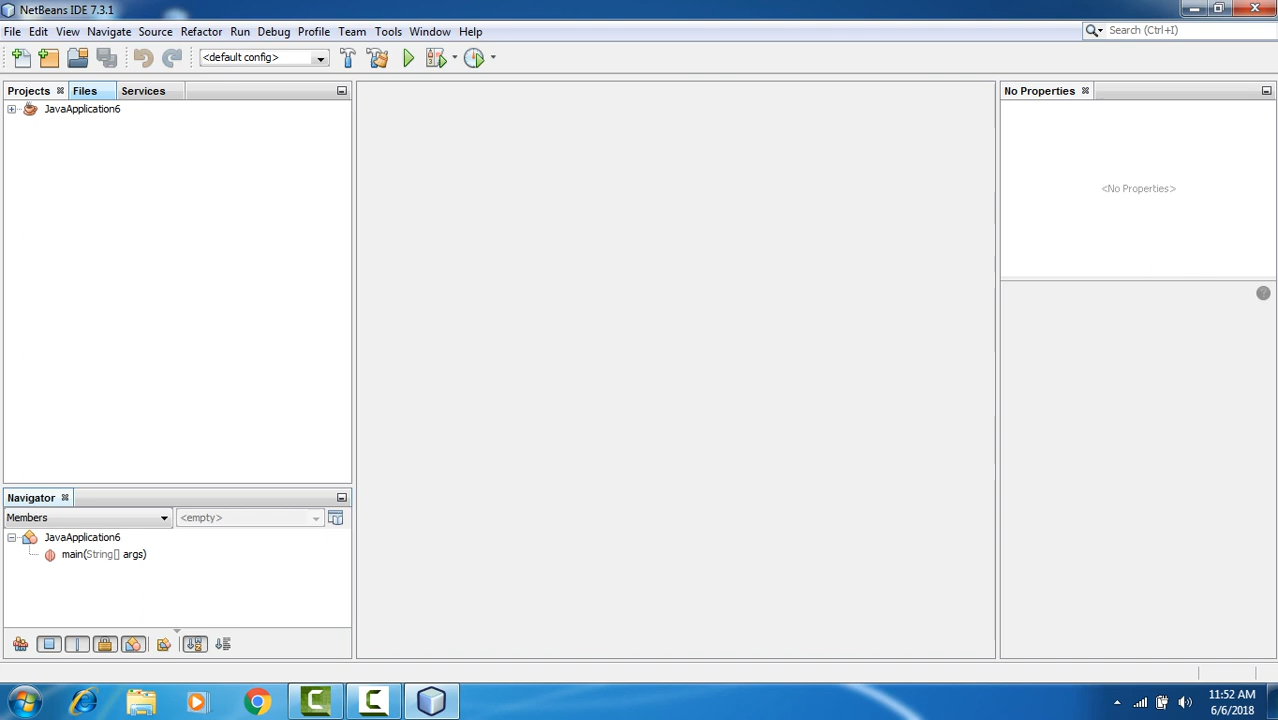 NetBeans IDE 7.3.1
File Edit View Navigate Source Refactor Run Debug Profile Team Tools Window Help
Search (Ctrl+I)
<default config>
Projects Files Services
No Properties
JavaApplication6
<No Properties>
Navigator
Members
<empty>
JavaApplication6
main(String[] args)
11:52 AM
6/6/2018